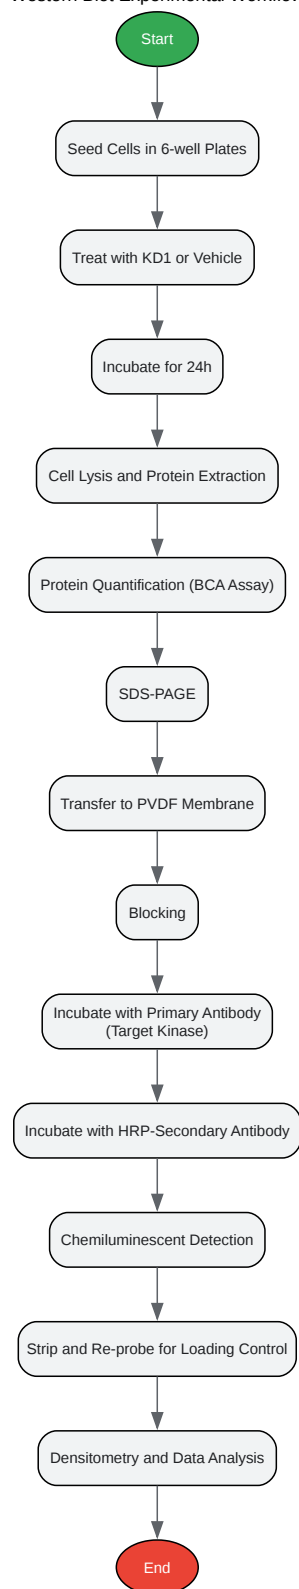 Western Blot Experimental Workflow
Start
Seed Cells in 6-well Plates
Treat with KD1 or Vehicle
Incubate for 24h
Cell Lysis and Protein Extraction
Protein Quantification (BCA Assay)
SDS-PAGE
Transfer to PVDF Membrane
Blocking
Incubate with Primary Antibody
(Target Kinase)
Incubate with HRP-Secondary Antibody
Chemiluminescent Detection
Strip and Re-probe for Loading Control
Densitometry and Data Analysis
End